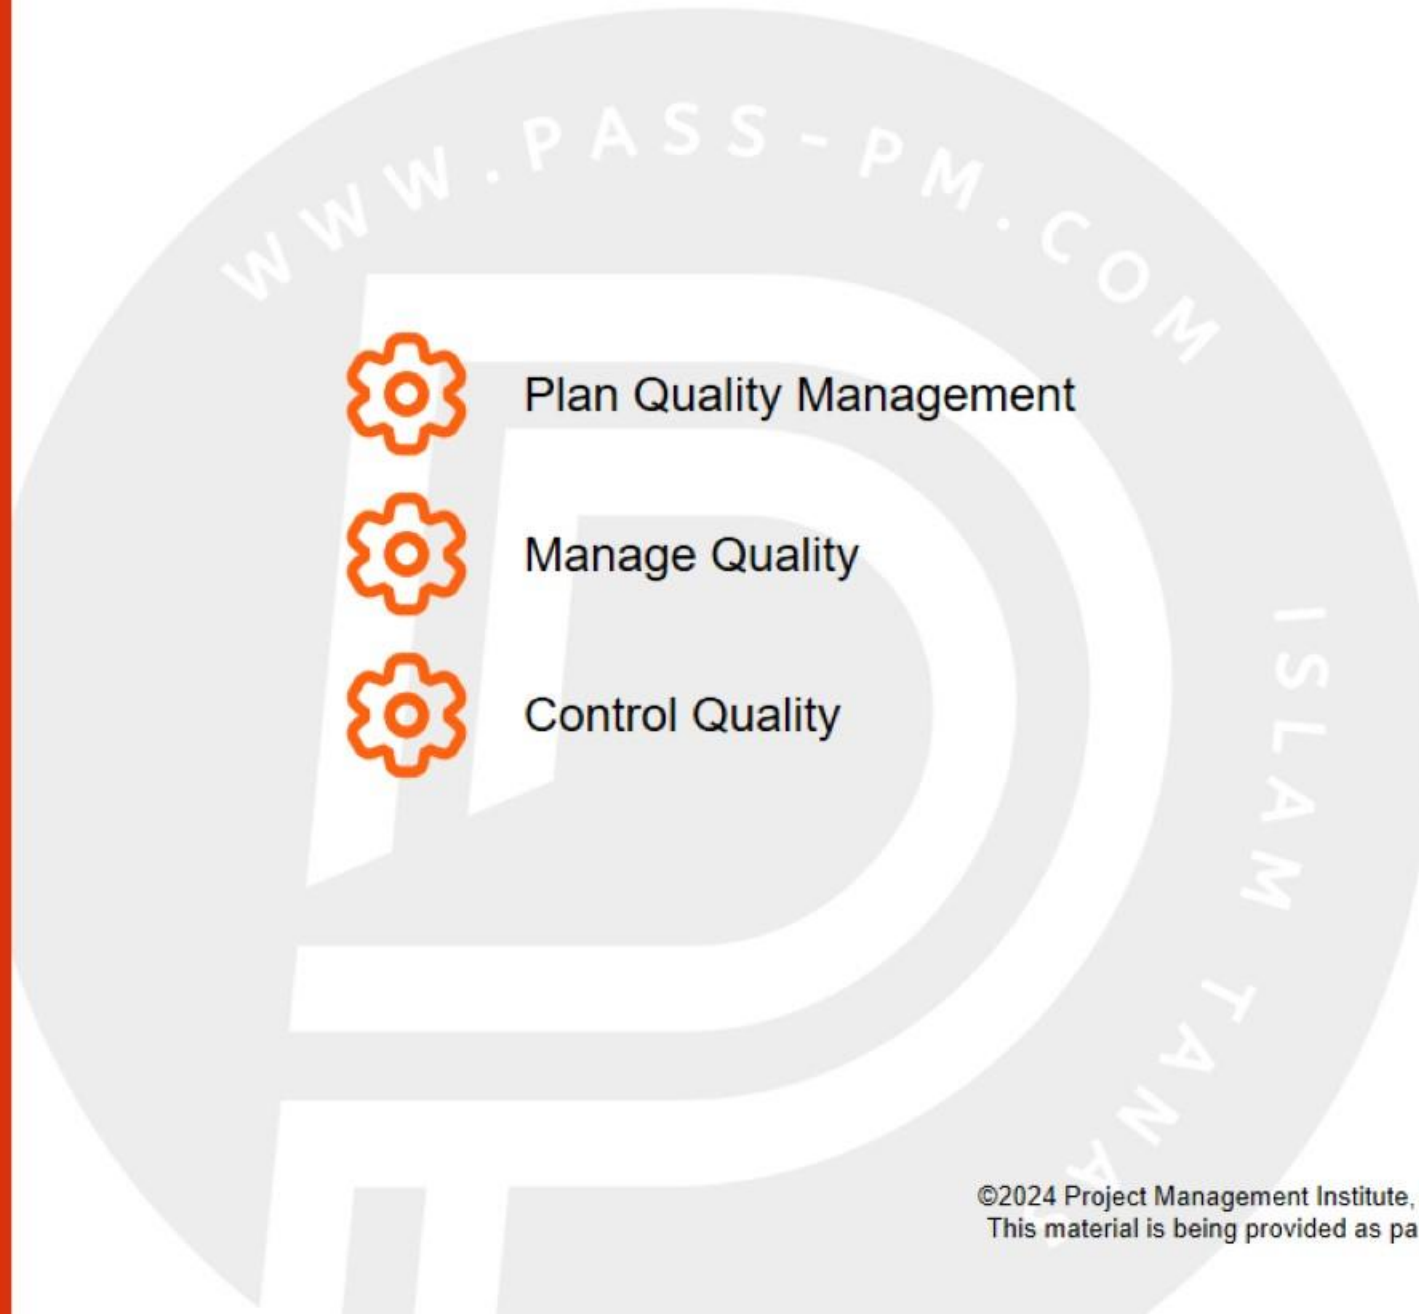 WWW.PASS-PM.COM
Plan Quality Management
Manage Quality
Control Quality
ISLAM
©2024 Project Management Institute,
This material is being provided as pa